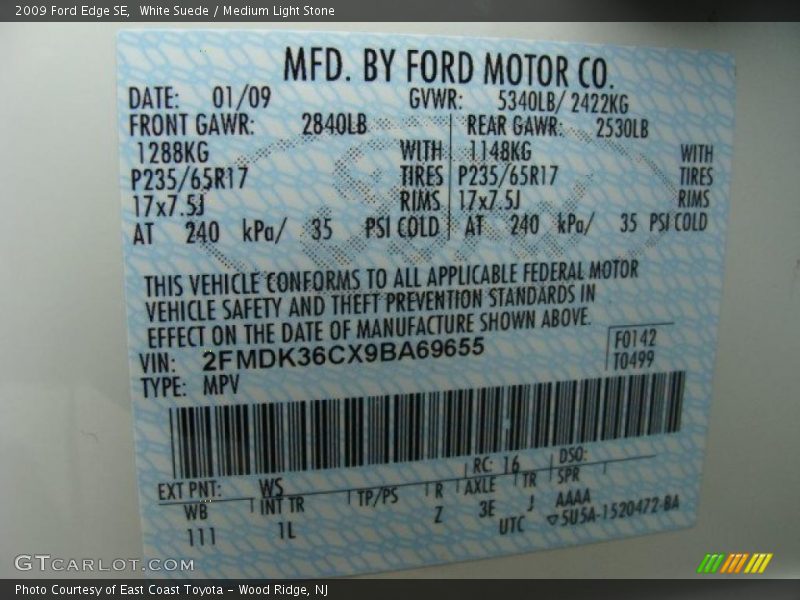 2009 Ford Edge SE,  White Suede / Medium Light Stone
MFD. BY FORD MOTOR CO.
DATE: 01/09 GVWR: 5340LB/ 2422KG
FRONT GAWR: 2840LB REAR GAWR: 2530LB
1288KG WITH 1148KG WITH
P235/65R17 TIRES P235/65R17 TIRES
17x7.5J RIMS 17x7.5J RIMS
AT 240 kPa/ 35 PSI COLD AT 240 kPa/ 35 PSI COLD
THIS VEHICLE CONFORMS TO ALL APPLICABLE FEDERAL MOTOR
VEHICLE SAFETY AND THEFT PREVENTION STANDARDS IN
EFFECT ON THE DATE OF MANUFACTURE SHOWN ABOVE.
VIN: 2FMDK36CX9BA69655 F0142
TYPE: MPV T0499
EXT PNT: WS RC: 16 DSO:
WB INT TR TP/PS R AXLE TR SPR
111 1L Z 3E J AAAA
UTC 5U5A-1520472-BA
GTCARLOT.COM
Photo Courtesy of East Coast Toyota - Wood Ridge, NJ